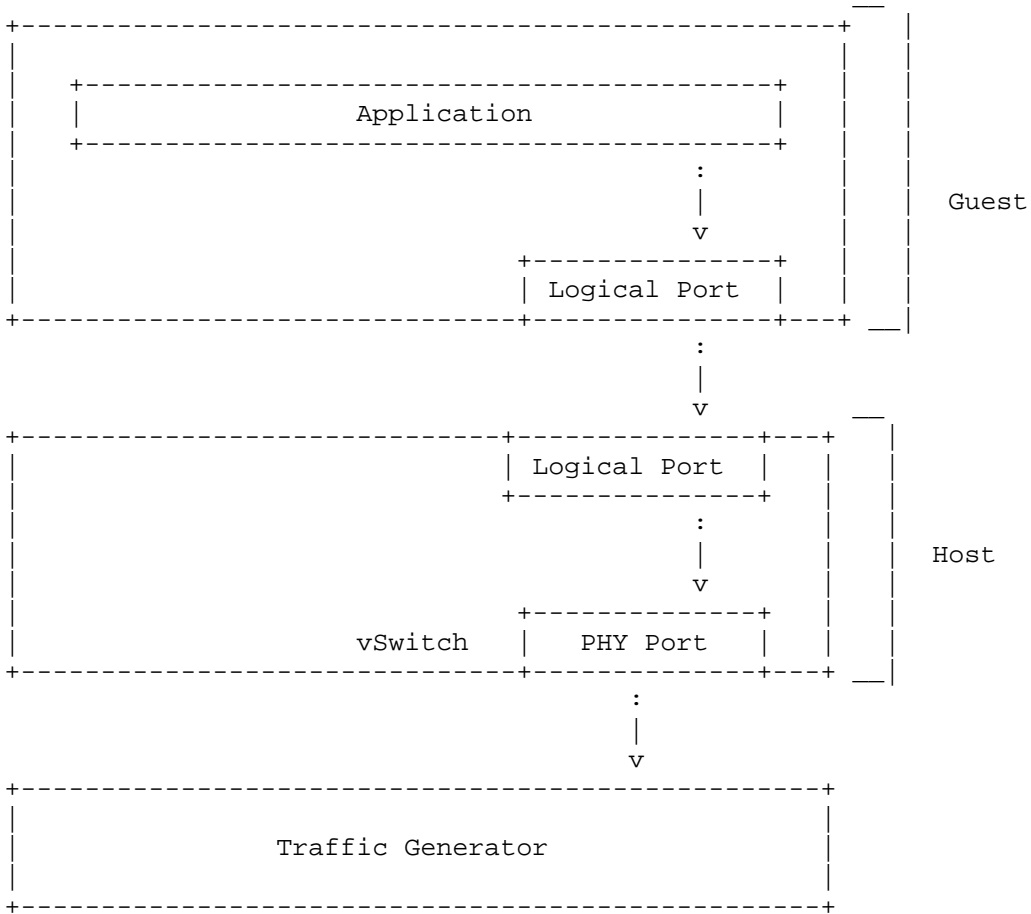 Application
:
v
Guest
Logical Port
:
v
Logical Port
:
Host
v
vSwitch PHY Port
:
v
Traffic Generator